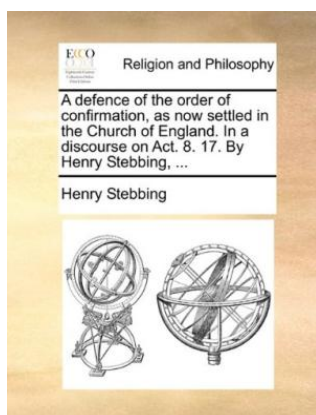 ECCO
Religion and Philosophy
A defence of the order of
confirmation, as now settled in
the Church of England. In a
discourse on Act. 8. 17. By
Henry Stebbing, ...
Henry Stebbing